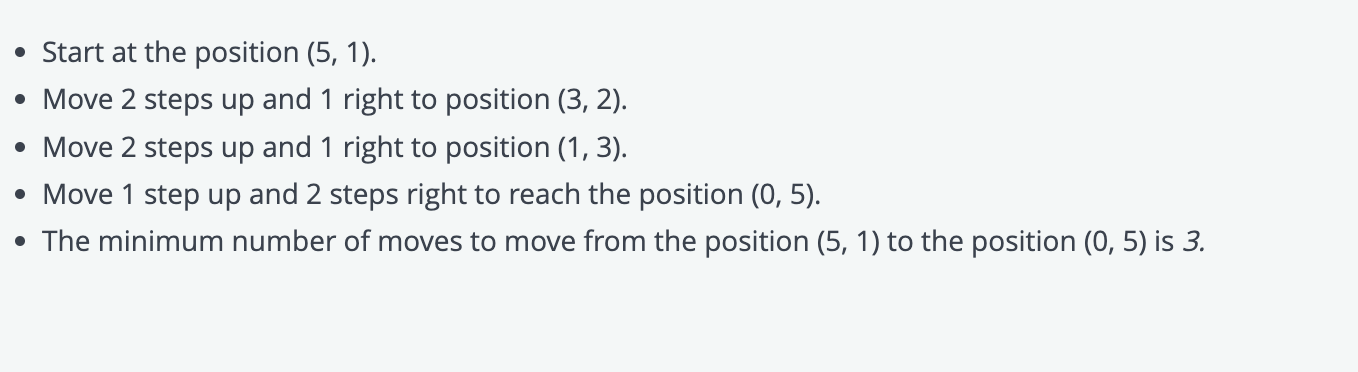 • Start at the position (5, 1).
• Move 2 steps up and 1 right to position (3, 2).
• Move 2 steps up and 1 right to position (1, 3).
• Move 1 step up and 2 steps right to reach the position (0, 5).
• The minimum number of moves to move from the position (5, 1) to the position (0, 5) is 3.